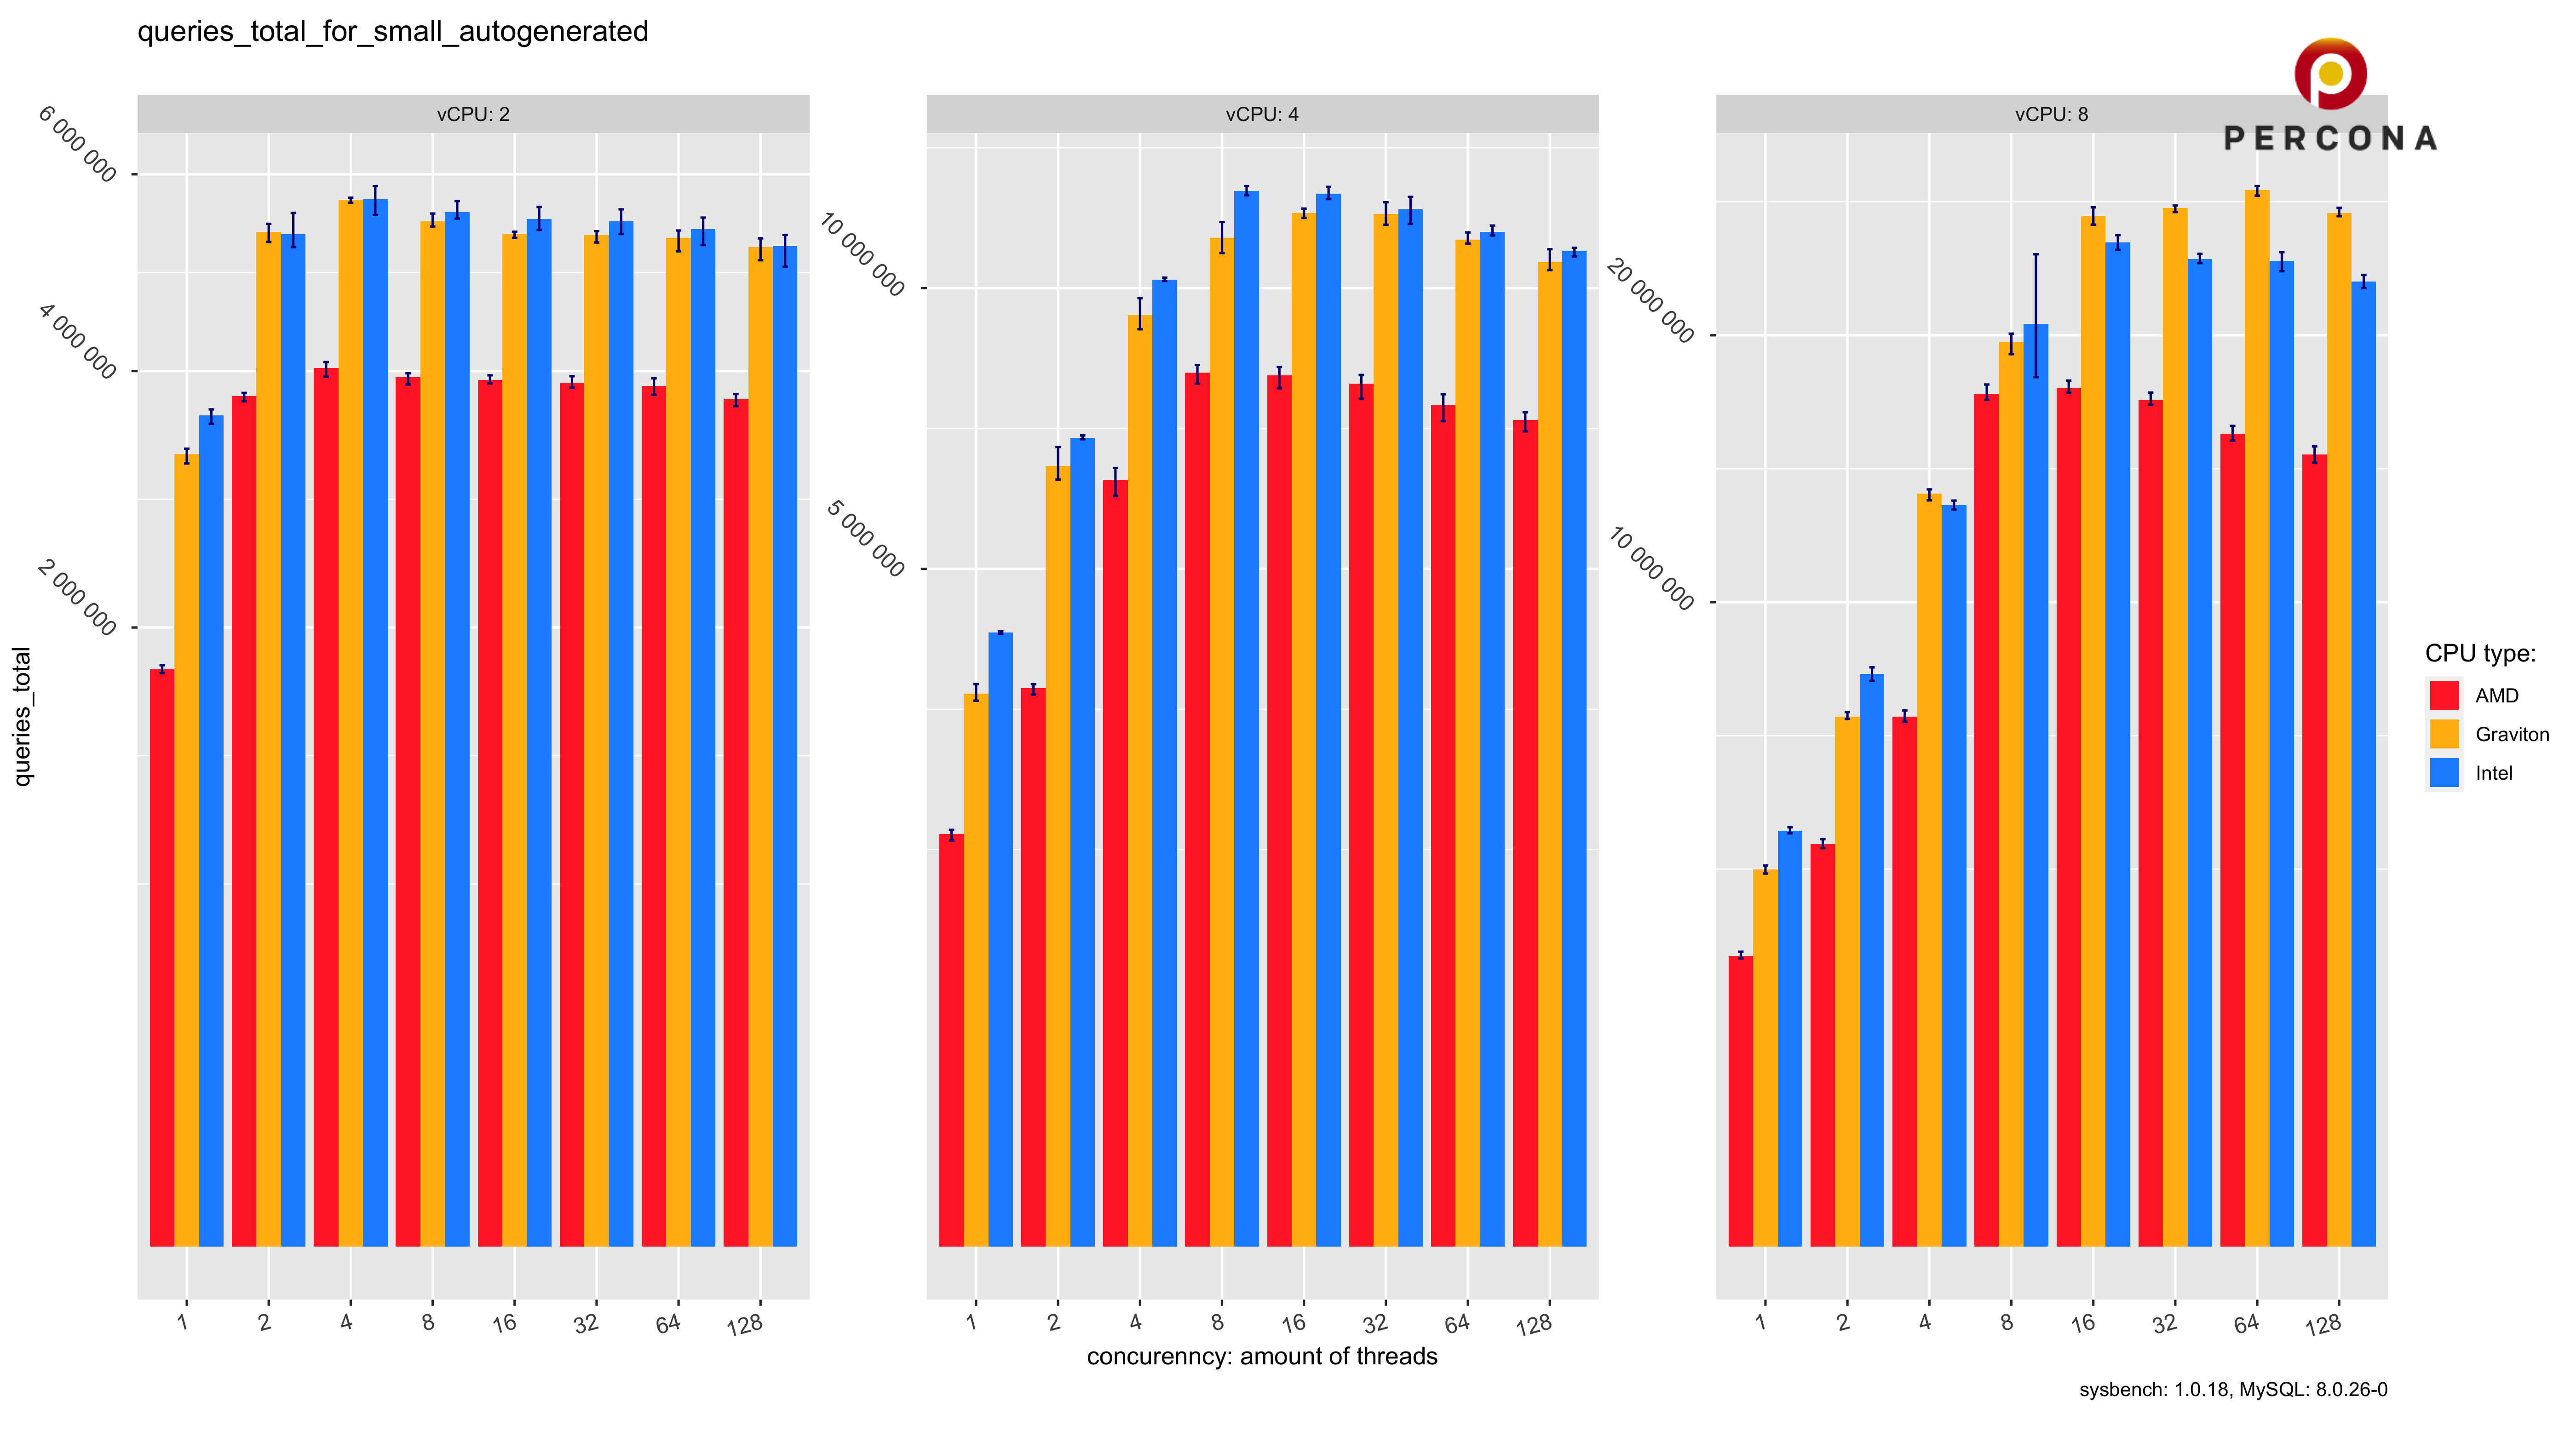 queries_total_for_small_autogenerated
PERCONA
vCPU: 2
vCPU: 4
vCPU: 8
queries_total
6 000 000
4 000 000
2 000 000
10 000 000
5 000 000
20 000 000
10 000 000
CPU type:
AMD
Graviton
Intel
1 2 4 8 16 32 64 128
1 2 4 8 16 32 64 128
1 2 4 8 16 32 64 128
concurenncy: amount of threads
sysbench: 1.0.18, MySQL: 8.0.26-0